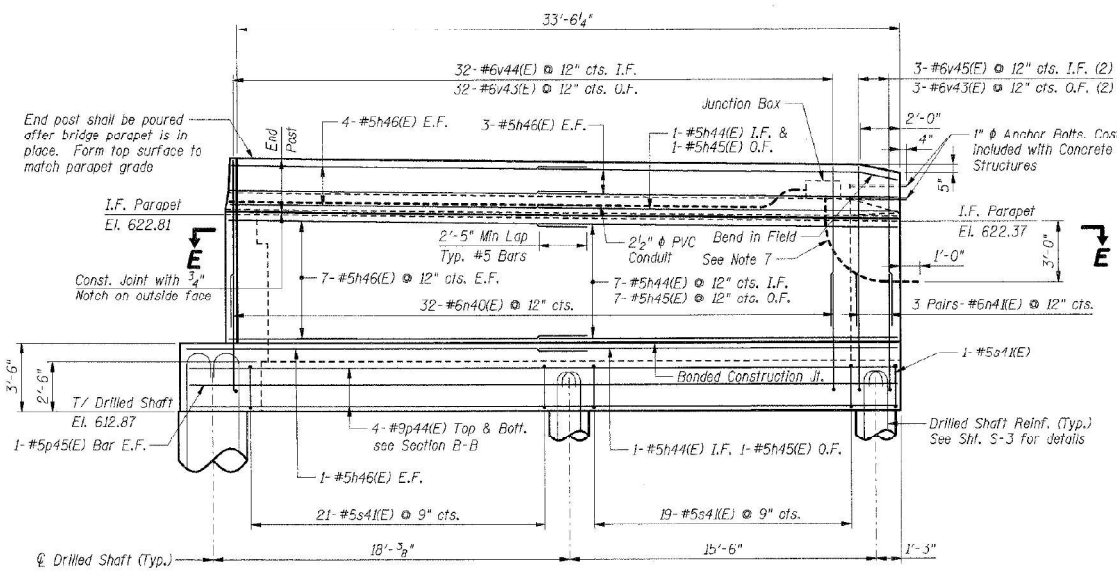 33'-6¼"
32- #6v44(E) @ 12" cts. I.F.
32- #6v43(E) @ 12" cts. O.F.
3- #6v45(E) @ 12" cts. I.F. (2)
3- #6v43(E) @ 12" cts. O.F. (2)
Junction Box
2'-0"
4"
End post shall be poured
after bridge parapet is in
place. Form top surface to
match parapet grade
End
Post
4- #5h46(E) E.F.
3- #5h46(E) E.F.
1- #5h44(E) I.F. &
1- #5h45(E) O.F.
1" φ Anchor Bolts. Cos
included with Concrete
Structures
5"
I.F. Parapet
El. 622.81
I.F. Parapet
El. 622.37
E
E
2'-5" Min Lap
Typ. #5 Bars
2½" φ PVC
Conduit
Bend in Field
See Note 7
3'-0"
1'-0"
Const. Joint with ¾"
Notch on outside face
7- #5h46(E) @ 12" cts. E.F.
7- #5h44(E) @ 12" cts. I.F.
7- #5h45(E) @ 12" cts. O.F.
32- #6n40(E) @ 12" cts.
3 Pairs- #6n41(E) @ 12" cts.
3'-6"
2'-6"
1- #5s41(E)
Bonded Construction Jt.
T/ Drilled Shaft
El. 612.87
1- #5p45(E) Bar E.F.
4- #9p44(E) Top & Bott.
see Section B-B
Drilled Shaft Reinf. (Typ.)
See Sht. S-3 for details
1- #5h44(E) I.F. 1- #5h45(E) O.F.
1- #5h46(E) E.F.
21- #5s41(E) @ 9" cts.
19- #5s41(E) @ 9" cts.
℄ Drilled Shaft (Typ.)
18'-⅜"
15'-6"
1'-3"